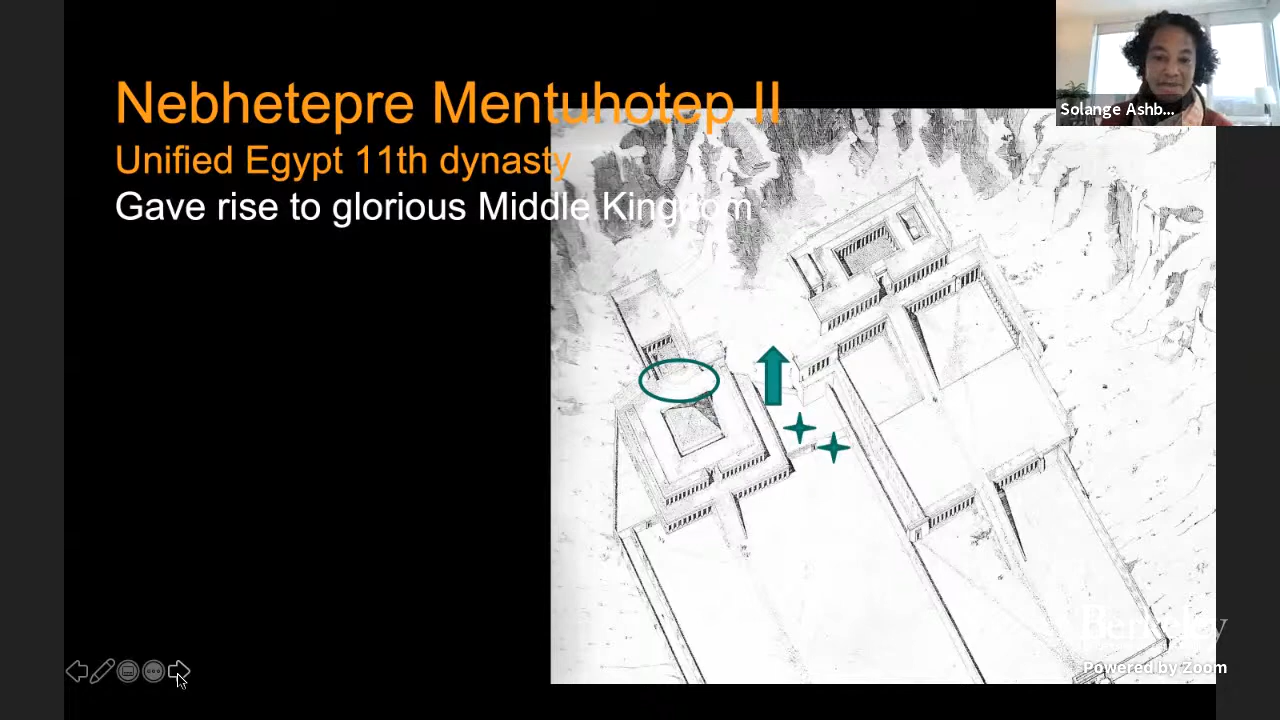 Nebhetepre Mentuhotep II
Unified Egypt 11th dynasty
Gave rise to glorious Middle Kingdom
Solange Ashb...
Berkeley
Powered by Zoom